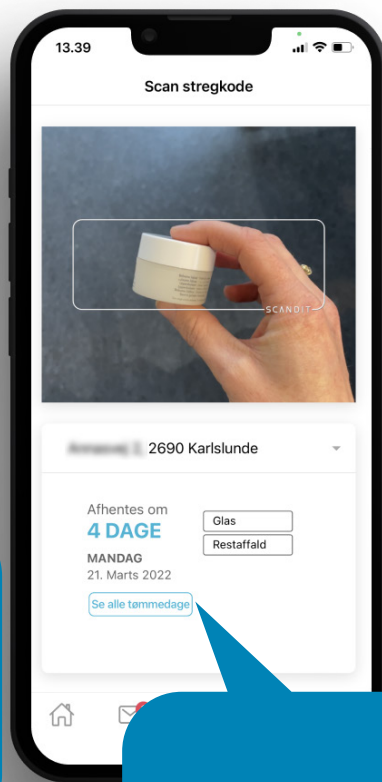 13.39
Scan stregkode
SCANDIT
2690 Karlslunde
Afhentes om
4 DAGE
MANDAG
21. Marts 2022
Se alle tømmedage
Glas
Restaffald